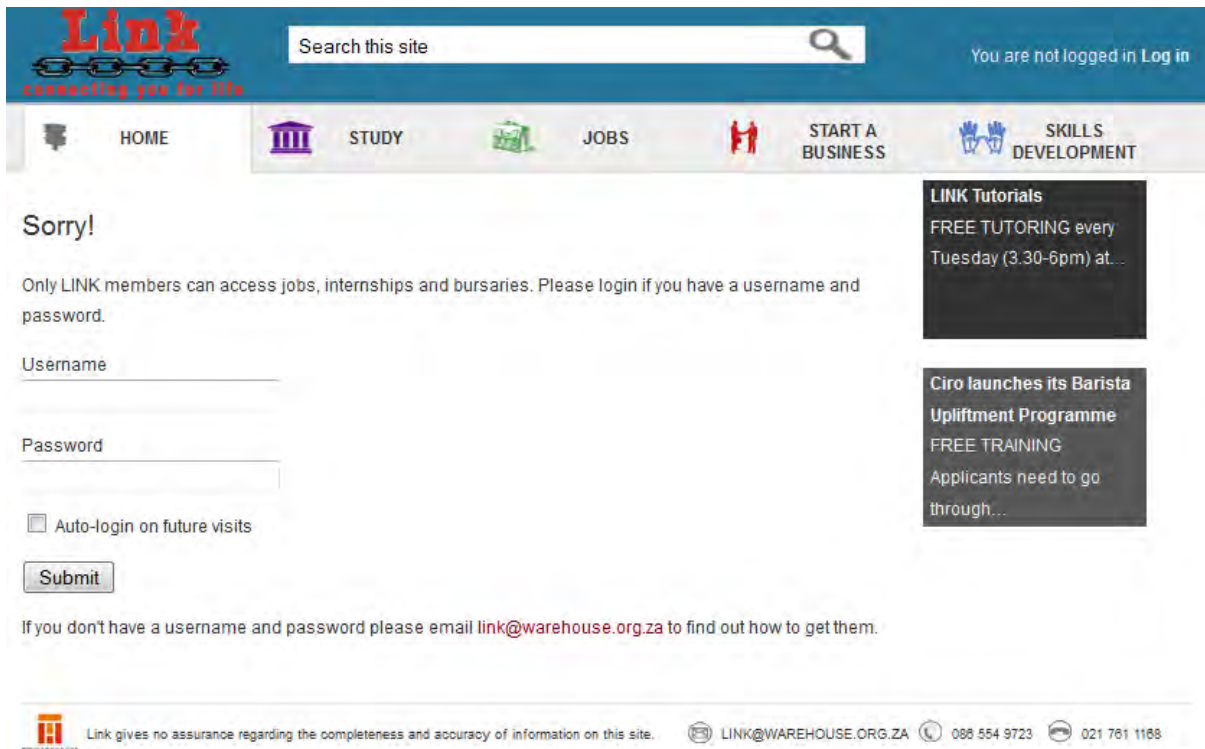 Link
connecting you for life
Search this site
You are not logged in Log in
HOME
STUDY
JOBS
START A
BUSINESS
SKILLS
DEVELOPMENT
Sorry!
Only LINK members can access jobs, internships and bursaries. Please login if you have a username and
password.
Username
Password
Auto-login on future visits
Submit
If you don't have a username and password please email link@warehouse.org.za to find out how to get them.
LINK Tutorials
FREE TUTORING every
Tuesday (3.30-6pm) at...
Ciro launches its Barista
Upliftment Programme
FREE TRAINING
Applicants need to go
through...
Link gives no assurance regarding the completeness and accuracy of information on this site.
LINK@WAREHOUSE.ORG.ZA
086 554 9723
021 761 1168